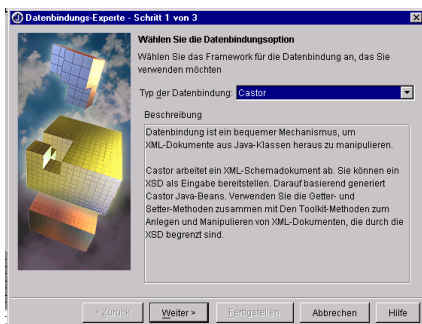 Datenbindungs-Experte - Schritt 1 von 3
Wählen Sie die Datenbindungsoption
Wählen Sie das Framework für die Datenbindung an, das Sie
verwenden möchten
Typ der Datenbindung: Castor
Beschreibung
Datenbindung ist ein bequemer Mechanismus, um
XML-Dokumente aus Java-Klassen heraus zu manipulieren.
Castor arbeitet ein XML-Schemadokument ab. Sie können ein
XSD als Eingabe bereitstellen. Darauf basierend generiert
Castor Java-Beans. Verwenden Sie die Getter- und
Setter-Methoden zusammen mit Den Toolkit-Methoden zum
Anlegen und Manipulieren von XML-Dokumenten, die durch die
XSD begrenzt sind.
< Zurück Weiter > Fertigstellen Abbrechen Hilfe